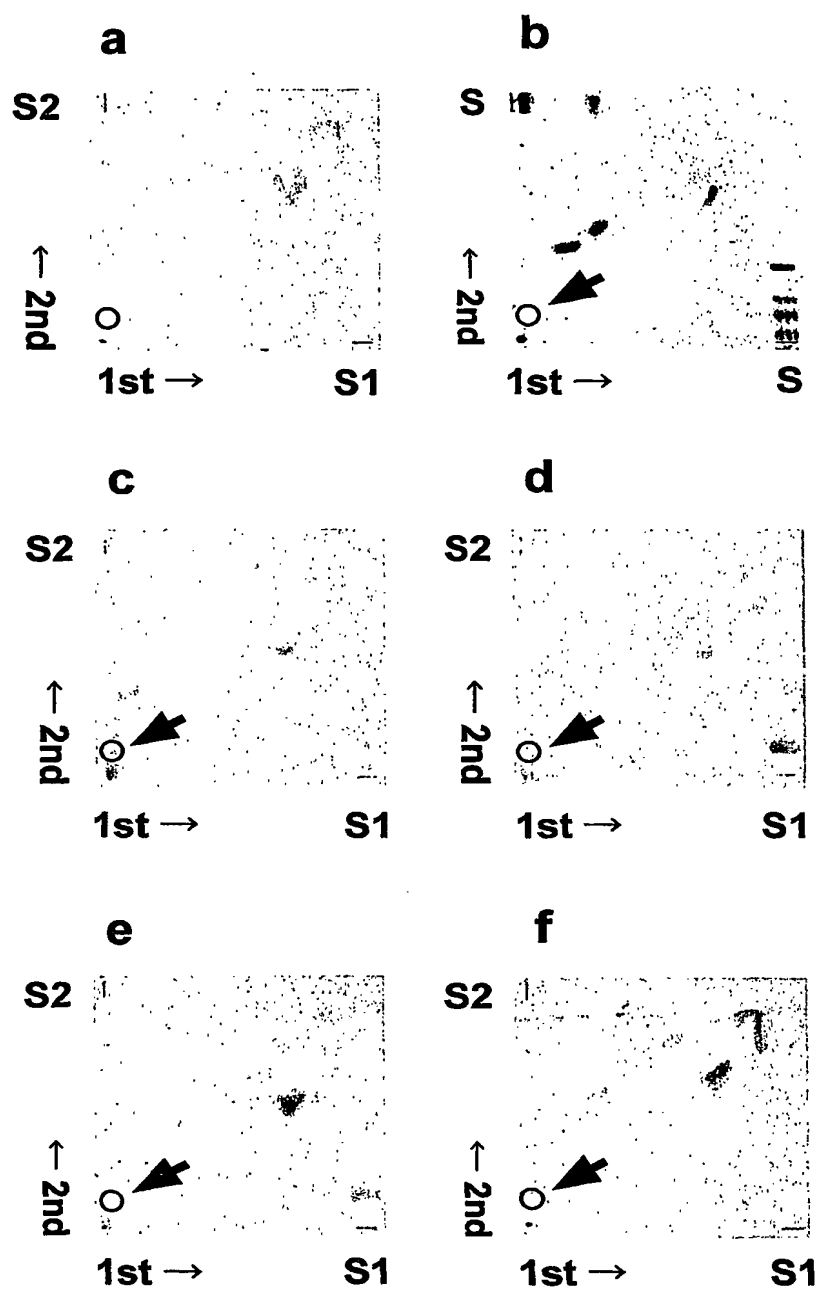 a
b
S2
S
← 2nd
← 2nd
1st →
S1
1st →
S
c
d
S2
S2
← 2nd
← 2nd
1st →
S1
1st →
S1
e
f
S2
S2
← 2nd
← 2nd
1st →
S1
1st →
S1